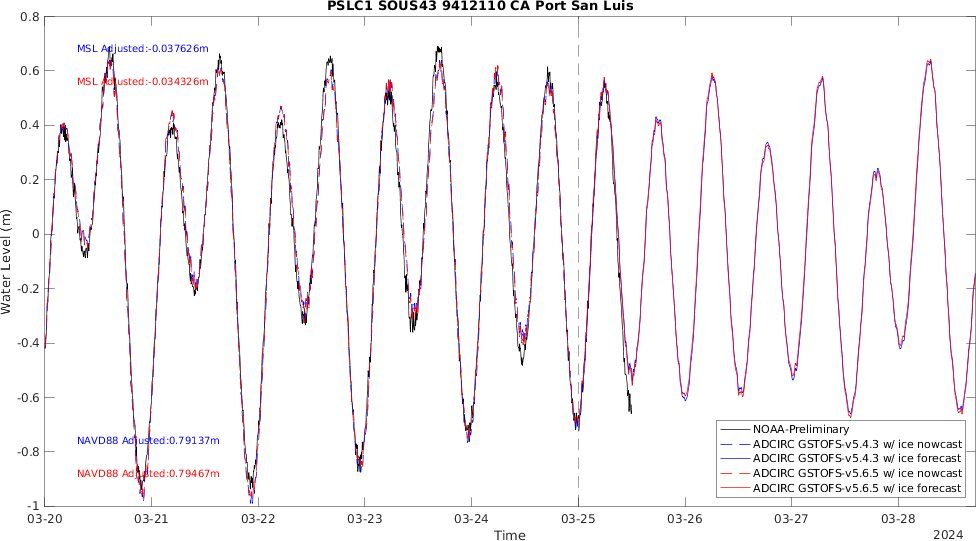 PSLC1 SOUS43 9412110 CA Port San Luis
0.8
0.6
0.4
0.2
0
-0.2
-0.4
-0.6
-0.8
-1
Water Level (m)
MSL Adjusted:-0.037626m
MSL Adjusted:-0.034326m
NAVD88 Adjusted:0.79137m
NAVD88 Adjusted:0.79467m
NOAA-Preliminary
ADCIRC GSTOFS-v5.4.3 w/ ice nowcast
ADCIRC GSTOFS-v5.4.3 w/ ice forecast
ADCIRC GSTOFS-v5.6.5 w/ ice nowcast
ADCIRC GSTOFS-v5.6.5 w/ ice forecast
03-20 03-21 03-22 03-23 03-24 03-25 03-26 03-27 03-28
Time
2024